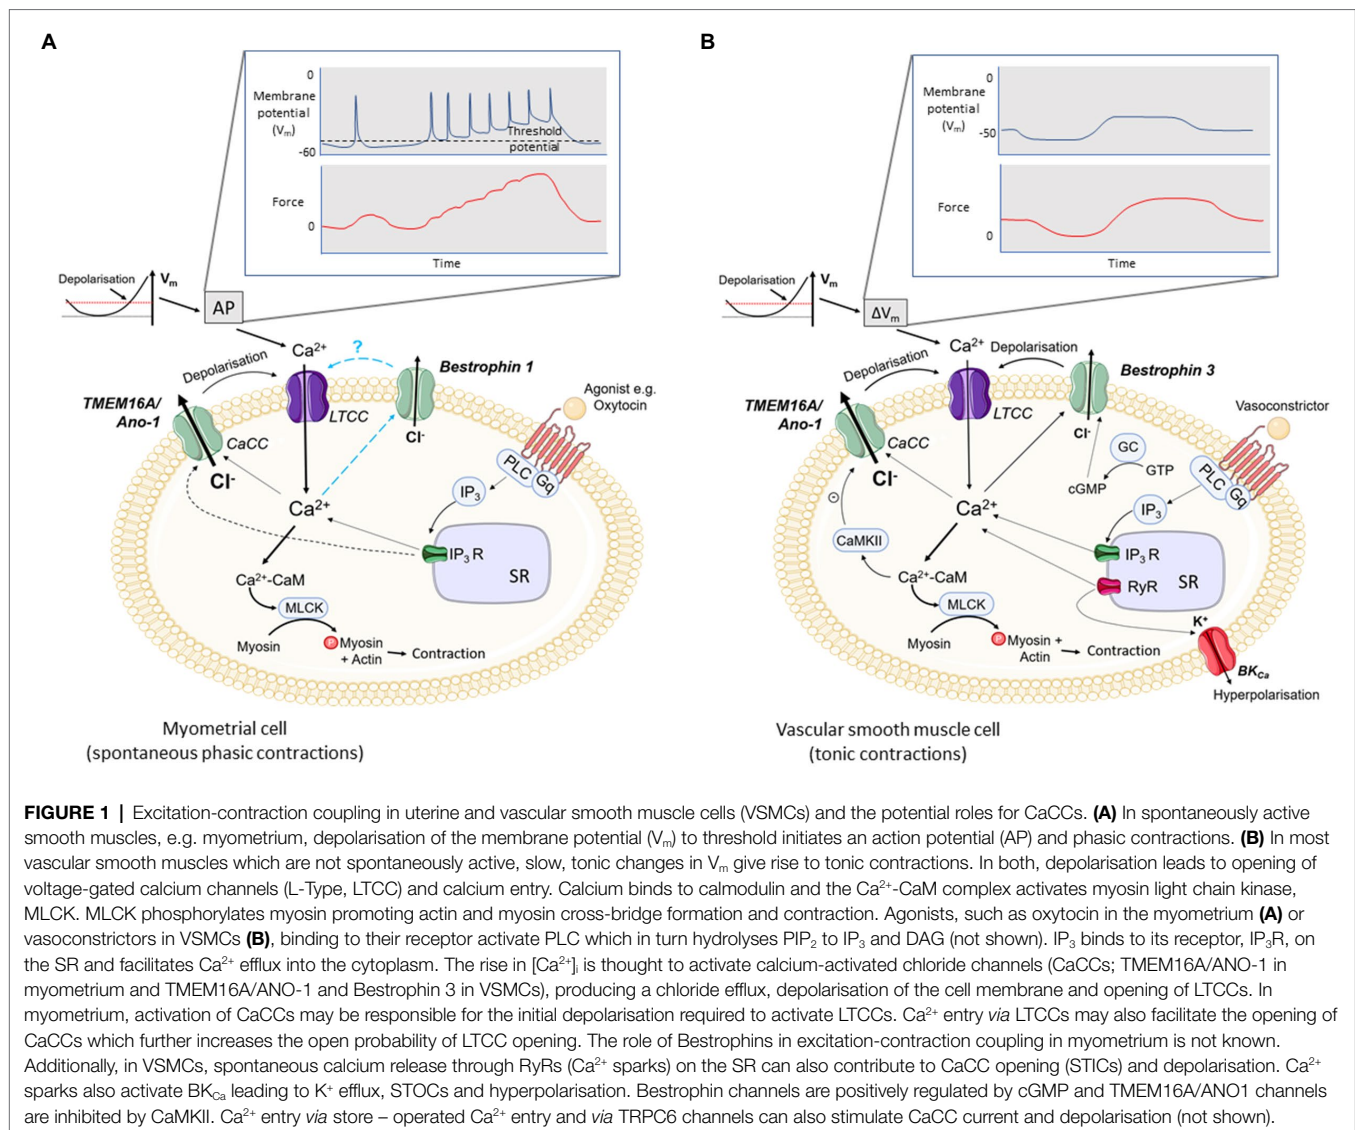 A
0
Membrane
potential
(Vm)
-60
Threshold
potential
Force
0
Time
Depolarisation
Vm
AP
Ca2+
?
Depolarisation
Bestrophin 1
TMEM16A/
Ano-1
CaCC
LTCC
Cl-
Cl-
Agonist e.g.
Oxytocin
PLC
Gq
IP3
Ca2+
IP3 R
SR
Ca2+-CaM
MLCK
Myosin
P Myosin
+ Actin
Contraction
Myometrial cell
(spontaneous phasic contractions)
B
0
Membrane
potential
(Vm)
-50
Force
0
Time
Depolarisation
Vm
ΔVm
Ca2+
Depolarisation
Depolarisation
Bestrophin 3
TMEM16A/
Ano-1
CaCC
LTCC
Cl-
Cl-
Vasoconstrictor
GC
GTP
cGMP
PLC
Gq
IP3
Ca2+
CaMKII
IP3 R
RyR
SR
Ca2+-CaM
MLCK
Myosin
P Myosin +
Actin
Contraction
K+
BKCa
Hyperpolarisation
Vascular smooth muscle cell
(tonic contractions)
FIGURE 1 | Excitation-contraction coupling in uterine and vascular smooth muscle cells (VSMCs) and the potential roles for CaCCs. (A) In spontaneously active
smooth muscles, e.g. myometrium, depolarisation of the membrane potential (Vm) to threshold initiates an action potential (AP) and phasic contractions. (B) In most
vascular smooth muscles which are not spontaneously active, slow, tonic changes in Vm give rise to tonic contractions. In both, depolarisation leads to opening of
voltage-gated calcium channels (L-Type, LTCC) and calcium entry. Calcium binds to calmodulin and the Ca2+-CaM complex activates myosin light chain kinase,
MLCK. MLCK phosphorylates myosin promoting actin and myosin cross-bridge formation and contraction. Agonists, such as oxytocin in the myometrium (A) or
vasoconstrictors in VSMCs (B), binding to their receptor activate PLC which in turn hydrolyses PIP2 to IP3 and DAG (not shown). IP3 binds to its receptor, IP3R, on
the SR and facilitates Ca2+ efflux into the cytoplasm. The rise in [Ca2+]i is thought to activate calcium-activated chloride channels (CaCCs; TMEM16A/ANO-1 in
myometrium and TMEM16A/ANO-1 and Bestrophin 3 in VSMCs), producing a chloride efflux, depolarisation of the cell membrane and opening of LTCCs. In
myometrium, activation of CaCCs may be responsible for the initial depolarisation required to activate LTCCs. Ca2+ entry via LTCCs may also facilitate the opening of
CaCCs which further increases the open probability of LTCC opening. The role of Bestrophins in excitation-contraction coupling in myometrium is not known.
Additionally, in VSMCs, spontaneous calcium release through RyRs (Ca2+ sparks) on the SR can also contribute to CaCC opening (STICs) and depolarisation. Ca2+
sparks also activate BKCa leading to K+ efflux, STOCs and hyperpolarisation. Bestrophin channels are positively regulated by cGMP and TMEM16A/ANO1 channels
are inhibited by CaMKII. Ca2+ entry via store – operated Ca2+ entry and via TRPC6 channels can also stimulate CaCC current and depolarisation (not shown).